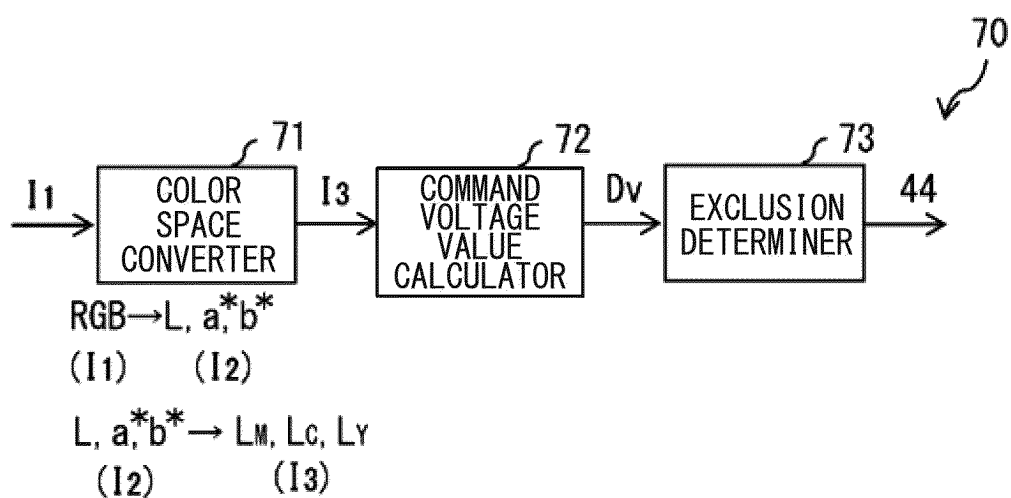 70
71
72
73
I1
COLOR
SPACE
CONVERTER
I3
COMMAND
VOLTAGE
VALUE
CALCULATOR
Dv
EXCLUSION
DETERMINER
44
RGB→L, a*, b*
(I1) (I2)
L, a*, b*→ LM, LC, LY
(I2) (I3)